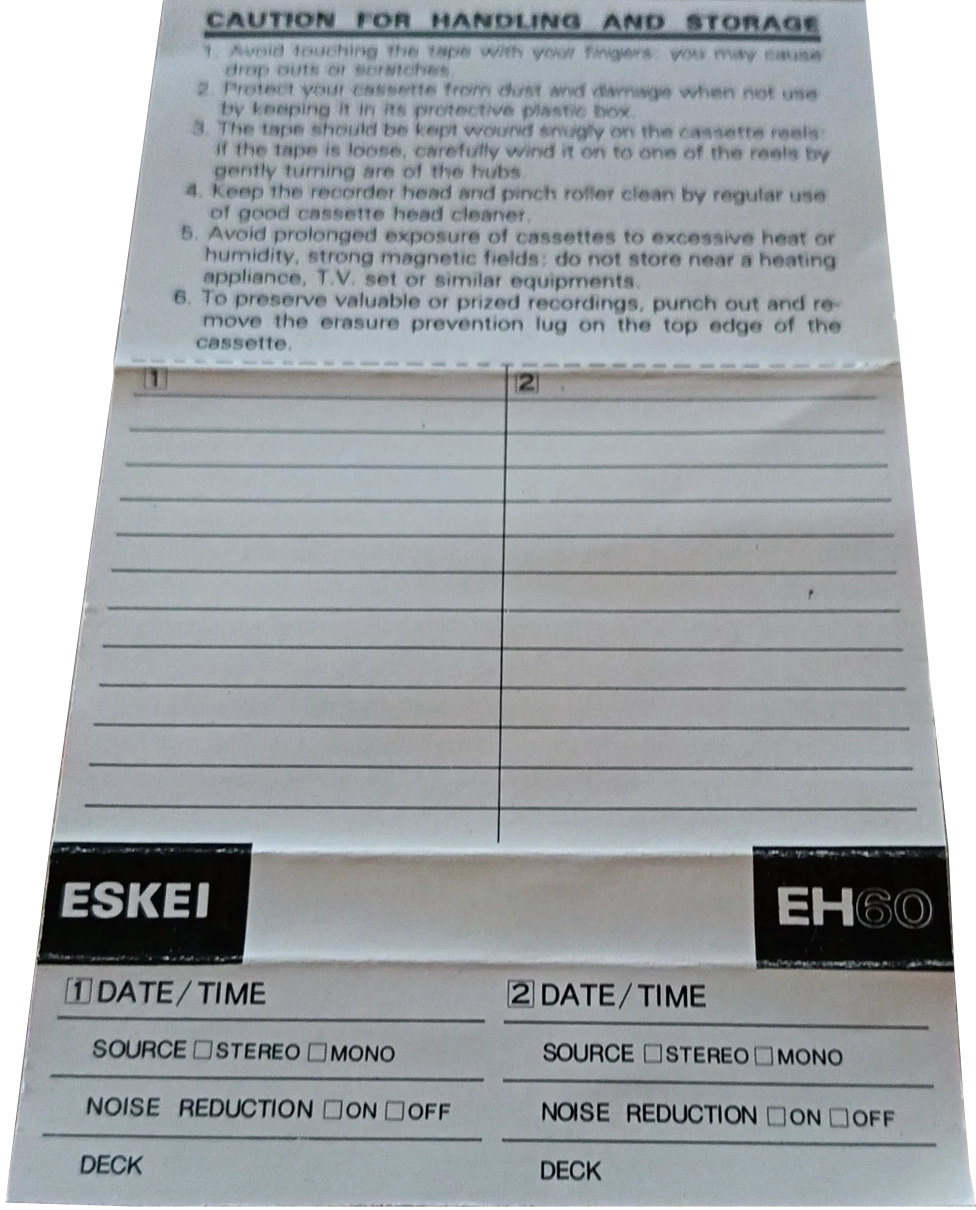 CAUTION FOR HANDLING AND STORAGE
1. Avoid touching the tape with your fingers: you may cause
drop outs or scratches.
2. Protect your cassette from dust and damage when not use
by keeping it in its protective plastic box.
3. The tape should be kept wound snugly on the cassette reels:
if the tape is loose, carefully wind it on to one of the reels by
gently turning are of the hubs.
4. Keep the recorder head and pinch roller clean by regular use
of good cassette head cleaner.
5. Avoid prolonged exposure of cassettes to excessive heat or
humidity, strong magnetic fields: do not store near a heating
appliance, T.V. set or similar equipments.
6. To preserve valuable or prized recordings, punch out and re-
move the erasure prevention lug on the top edge of the
cassette.
1 2
ESKEI EH60
1 DATE/TIME 2 DATE/TIME
SOURCE □STEREO □MONO SOURCE □STEREO □MONO
NOISE REDUCTION □ON □OFF NOISE REDUCTION □ON □OFF
DECK DECK